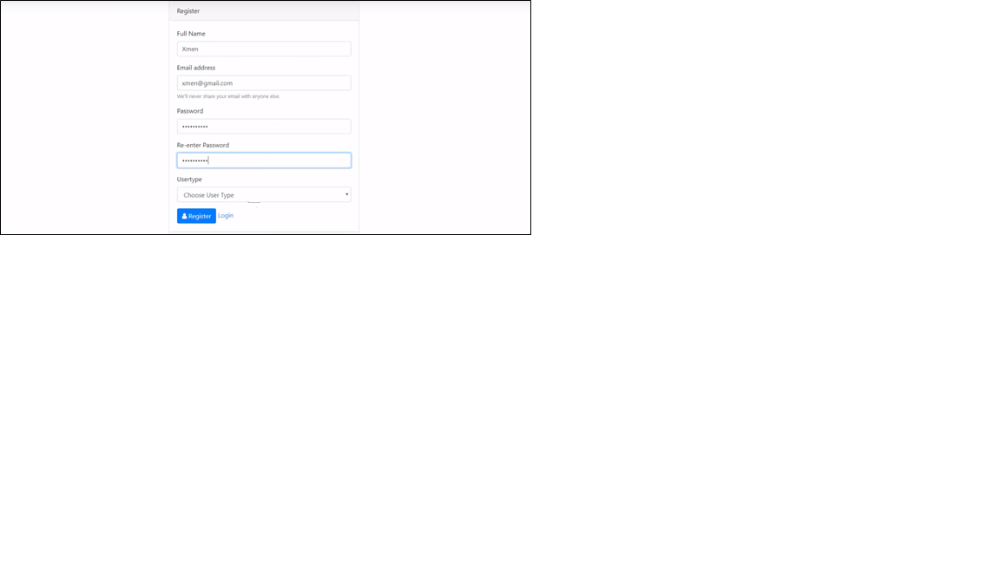 Register
Full Name
Xmen
Email address
xmen@gmail.com
We'll never share your email with anyone else.
Password
••••••••••
Re-enter Password
••••••••••
Usertype
Choose User Type
Register Login